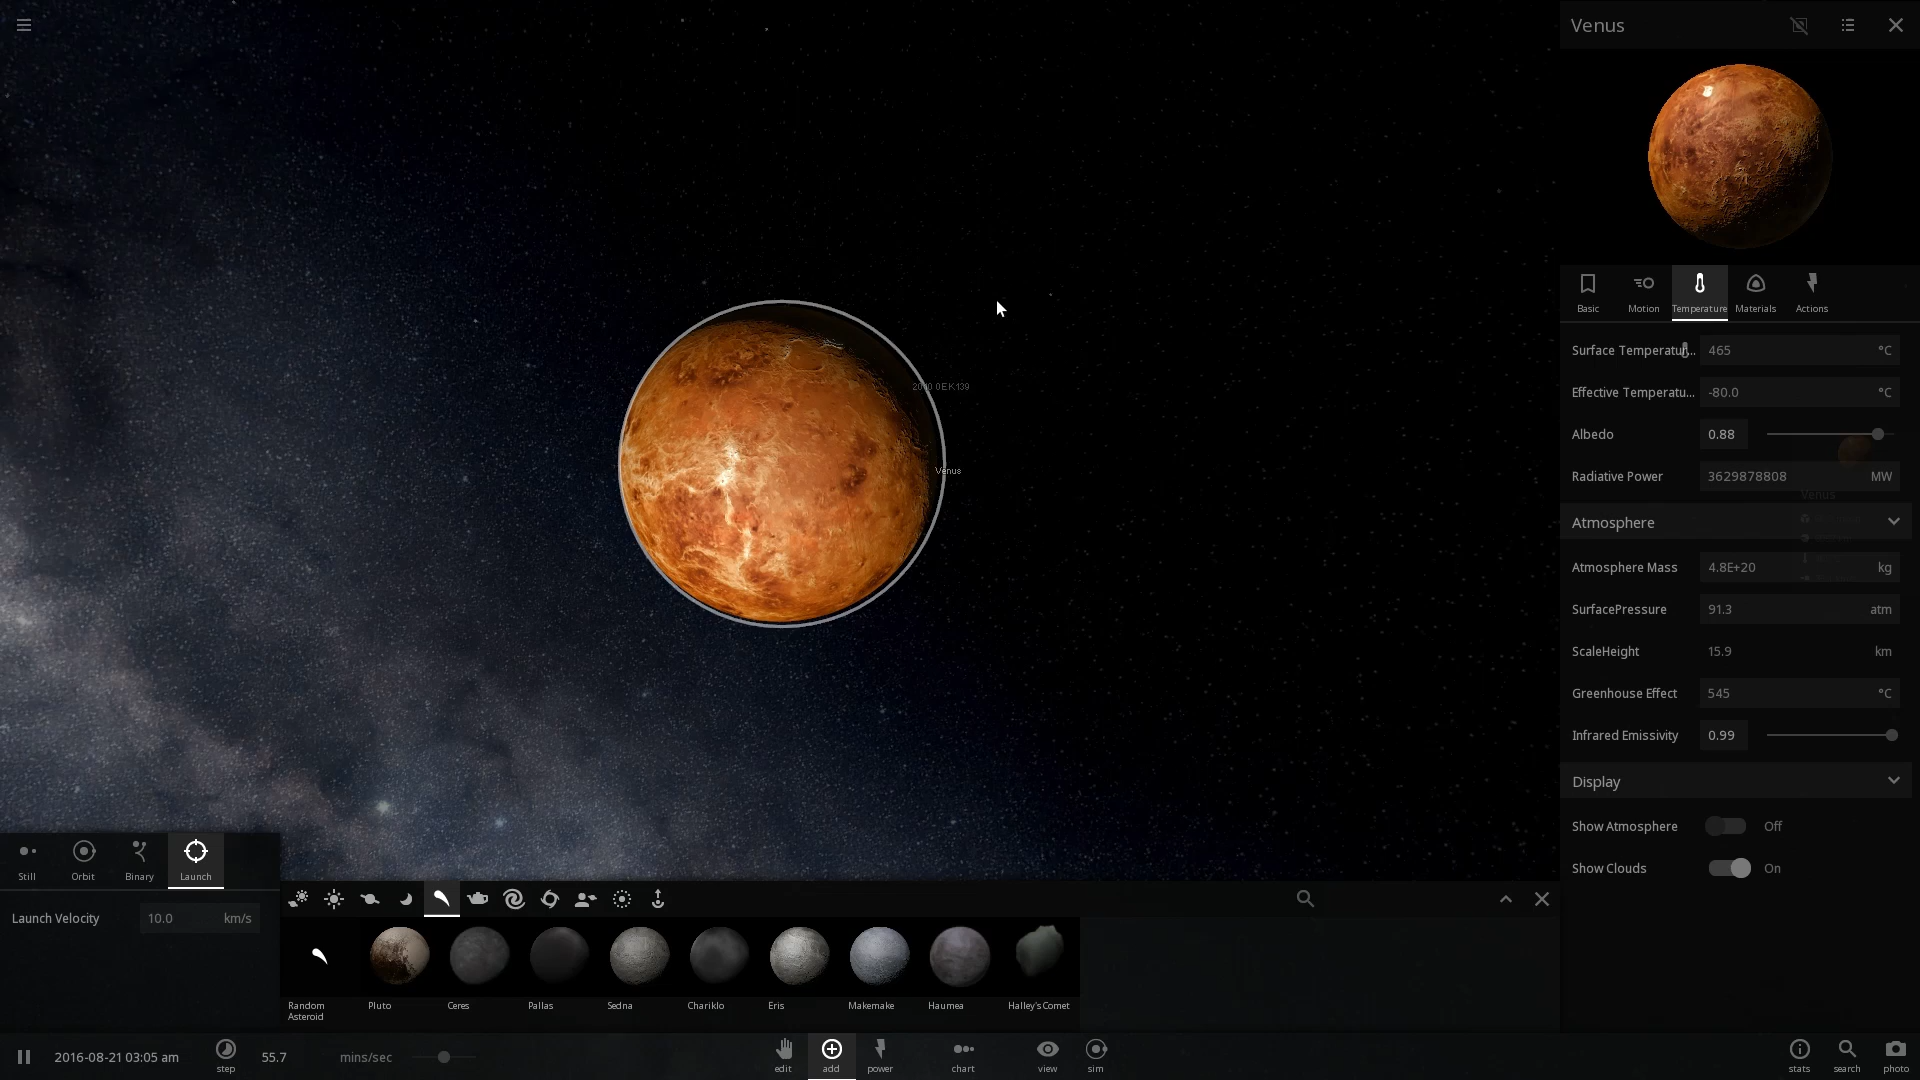 Venus
2010 0EK139
Venus
Basic
Motion
Temperature
Materials
Actions
Surface Temperatur... 465 °C
Effective Temperatu... -80.0 °C
Albedo 0.88
Radiative Power 3629878808 MW
Venus
Atmosphere
Atmosphere Mass 4.8E+20 kg
SurfacePressure 91.3 atm
ScaleHeight 15.9 km
Greenhouse Effect 545 °C
Infrared Emissivity 0.99
Display
Show Atmosphere Off
Show Clouds On
Still
Orbit
Binary
Launch
Launch Velocity 10.0 km/s
Random
Asteroid
Pluto
Ceres
Pallas
Sedna
Chariklo
Eris
Makemake
Haumea
Halley's Comet
2016-08-21 03:05 am
step
55.7 mins/sec
edit
add
power
chart
view
sim
stats
search
photo